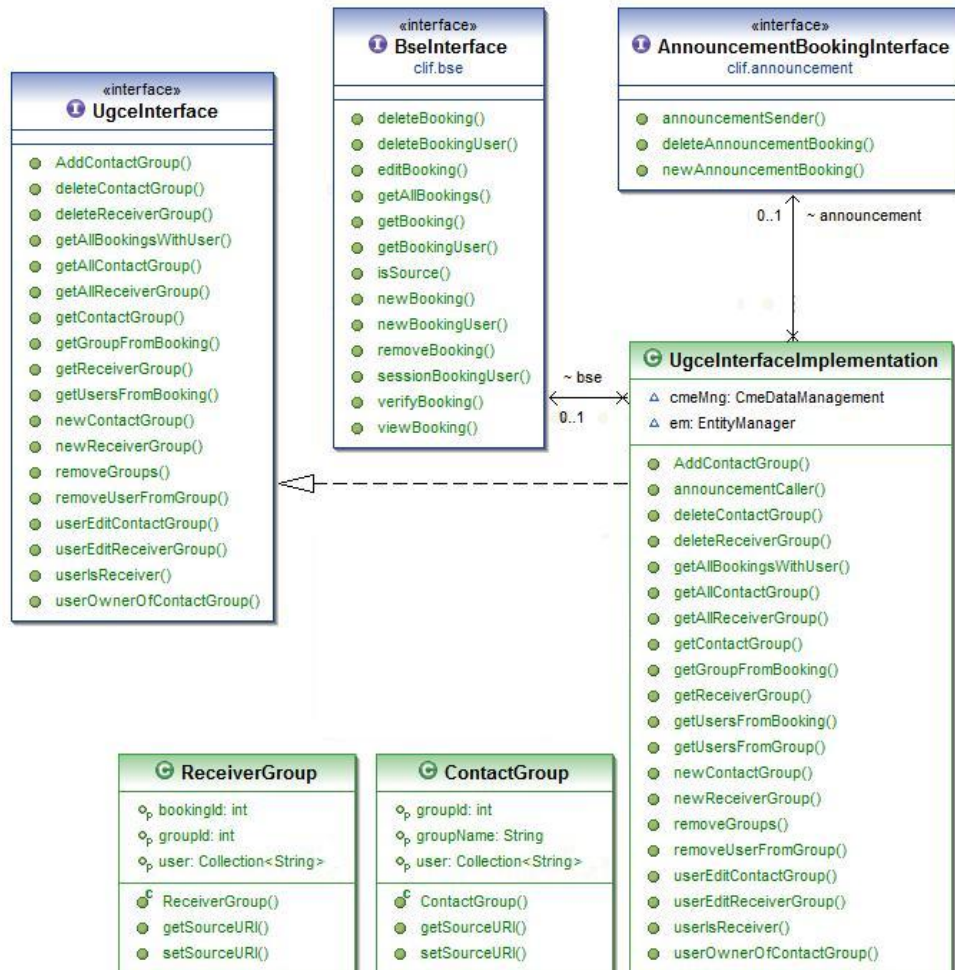 «interface»
UgceInterface
AddContactGroup()
deleteContactGroup()
deleteReceiverGroup()
getAllBookingsWithUser()
getAllContactGroup()
getAllReceiverGroup()
getContactGroup()
getGroupFromBooking()
getReceiverGroup()
getUsersFromBooking()
newContactGroup()
newReceiverGroup()
removeGroups()
removeUserFromGroup()
userEditContactGroup()
userEditReceiverGroup()
userIsReceiver()
userOwnerOfContactGroup()
«interface»
BseInterface
clif.bse
deleteBooking()
deleteBookingUser()
editBooking()
getAllBookings()
getBooking()
getBookingUser()
isSource()
newBooking()
newBookingUser()
removeBooking()
sessionBookingUser()
verifyBooking()
viewBooking()
«interface»
AnnouncementBookingInterface
clif.announcement
announcementSender()
deleteAnnouncementBooking()
newAnnouncementBooking()
0..1 ~ announcement
~ bse
0..1
UgceInterfaceImplementation
cmeMng: CmeDataManagement
em: EntityManager
AddContactGroup()
announcementCaller()
deleteContactGroup()
deleteReceiverGroup()
getAllBookingsWithUser()
getAllContactGroup()
getAllReceiverGroup()
getContactGroup()
getGroupFromBooking()
getReceiverGroup()
getUsersFromBooking()
getUsersFromGroup()
newContactGroup()
newReceiverGroup()
removeGroups()
removeUserFromGroup()
userEditContactGroup()
userEditReceiverGroup()
userIsReceiver()
userOwnerOfContactGroup()
ReceiverGroup
bookingId: int
groupId: int
user: Collection<String>
ReceiverGroup()
getSourceURI()
setSourceURI()
ContactGroup
groupId: int
groupName: String
user: Collection<String>
ContactGroup()
getSourceURI()
setSourceURI()